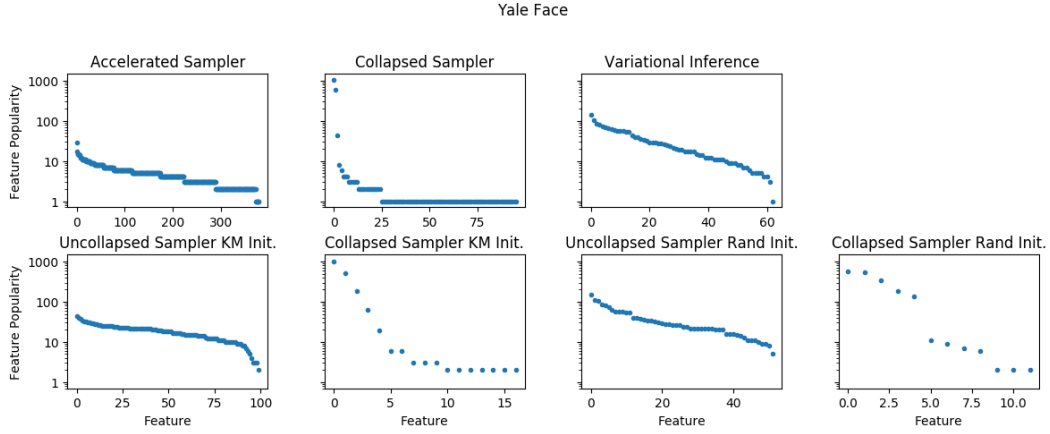 Yale Face
Accelerated Sampler
Collapsed Sampler
Variational Inference
Feature Popularity
1000
100
10
1
0 100 200 300
0 25 50 75
0 20 40 60
Uncollapsed Sampler KM Init.
Collapsed Sampler KM Init.
Uncollapsed Sampler Rand Init.
Collapsed Sampler Rand Init.
Feature Popularity
1000
100
10
1
0 25 50 75 100
0 5 10 15
0 20 40
0.0 2.5 5.0 7.5 10.0
Feature
Feature
Feature
Feature